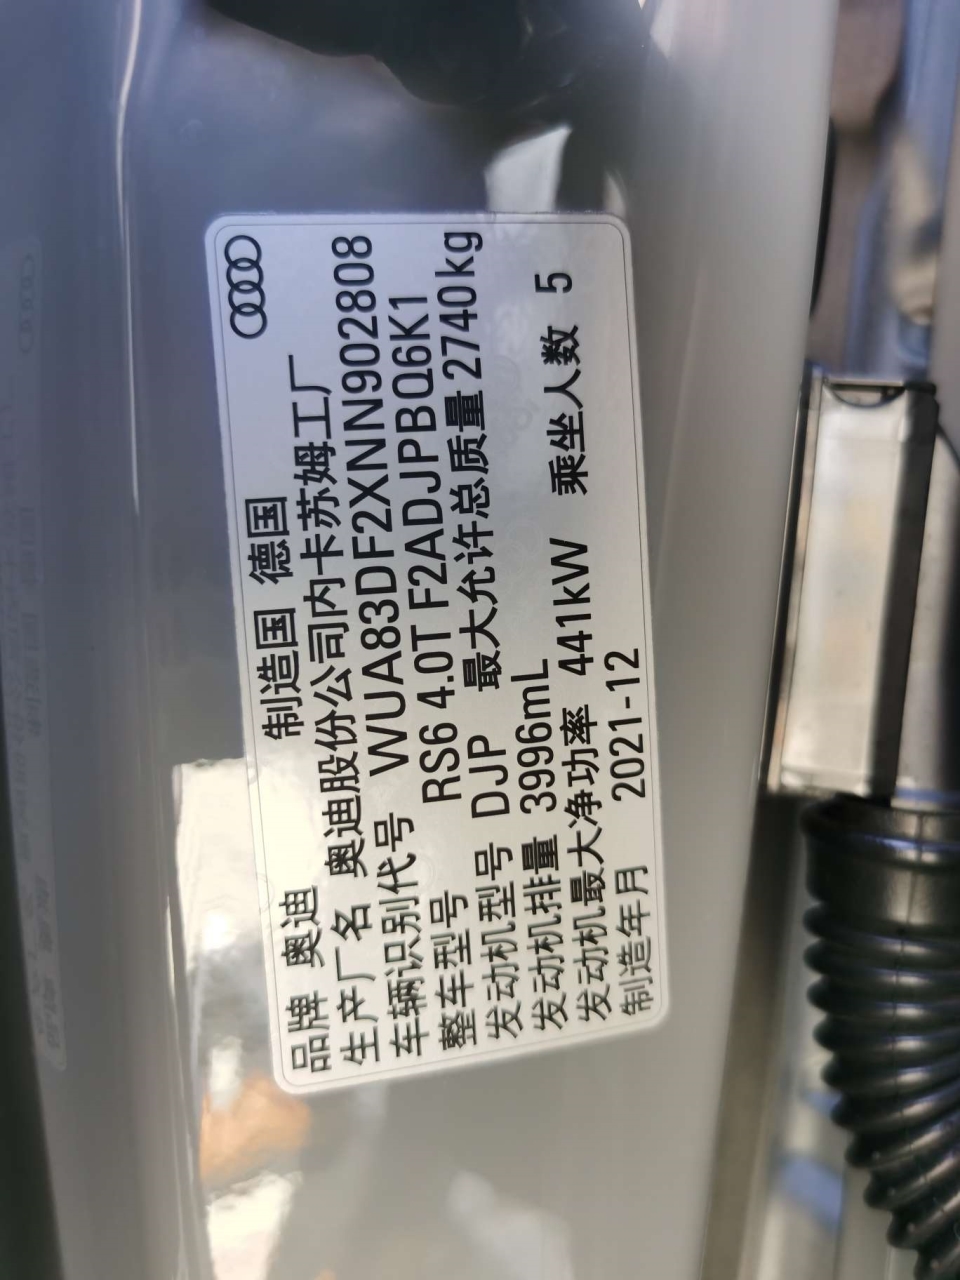 品牌 奥迪 制造国 德国
生产厂名 奥迪股份公司内卡苏姆工厂
车辆识别代号 WUA83DF2XNN902808
整车型号 RS6 4.0T F2ADJPBQ6K1
发动机型号 DJP 最大允许总质量 2740kg
发动机排量 3996mL
发动机最大净功率 441kW 乘坐人数 5
制造年月 2021-12